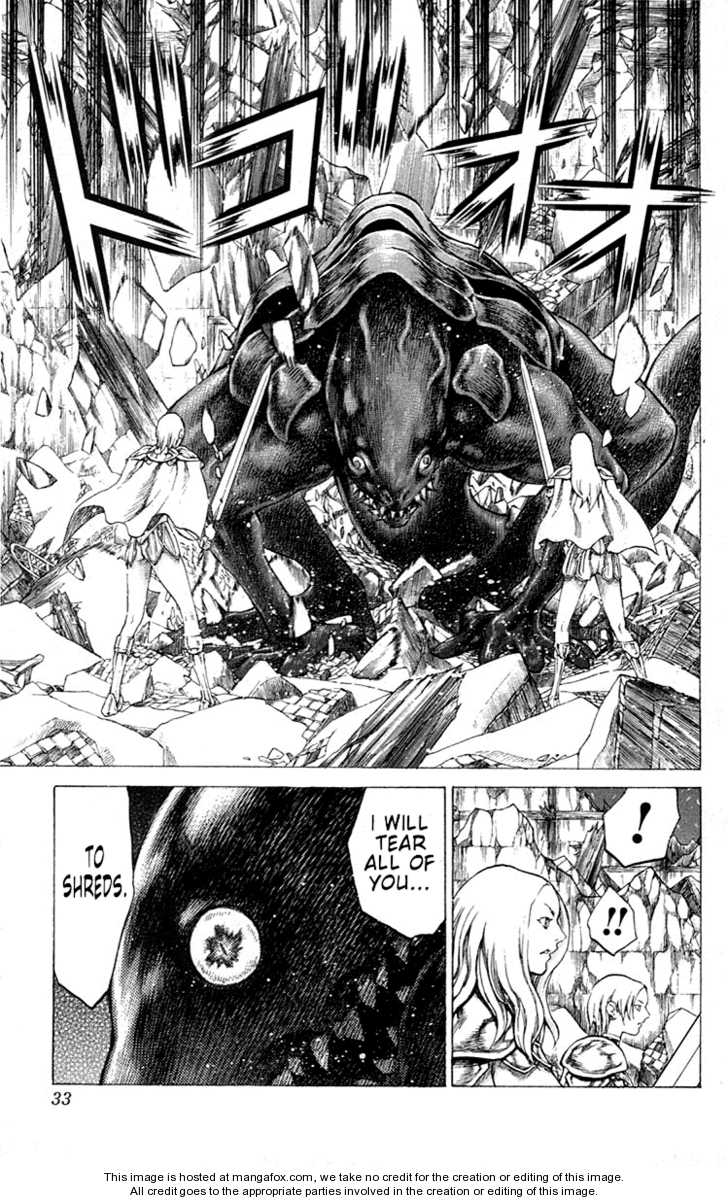 ドゴオオ
!
!!
I WILL
TEAR
ALL OF
YOU...
TO
SHREDS.
33
This image is hosted at mangafox.com, we take no credit for the creation or editing of this image.
All credit goes to the appropriate parties involved in creation and/or editing of this image.